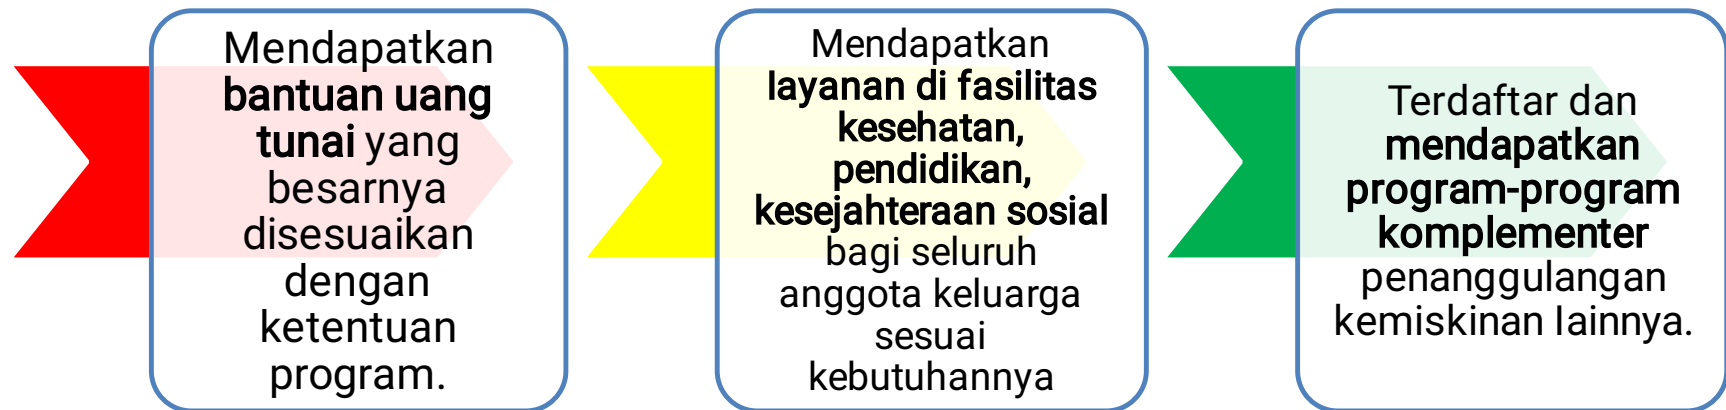 Mendapatkan
bantuan uang
tunai yang
besarnya
disesuaikan
dengan
ketentuan
program.
Mendapatkan
layanan di fasilitas
kesehatan,
pendidikan,
kesejahteraan sosial
bagi seluruh
anggota keluarga
sesuai
kebutuhannya
Terdaftar dan
mendapatkan
program-program
komplementer
penanggulangan
kemiskinan lainnya.